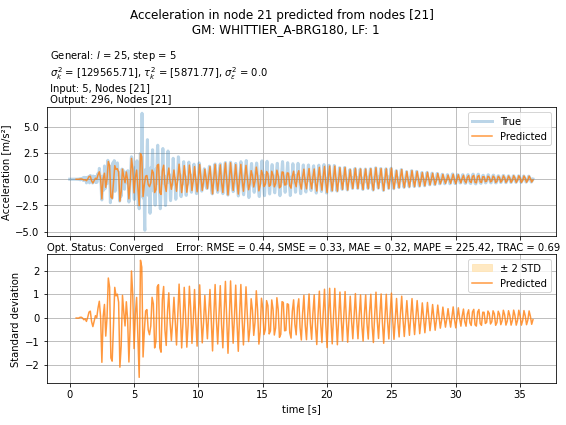 Acceleration in node 21 predicted from nodes [21]
GM: WHITTIER_A-BRG180, LF: 1
General: l = 25, step = 5
σ²ₖ = [129565.71], τ²ₖ = [5871.77], σ²ε = 0.0
Input: 5, Nodes [21]
Output: 296, Nodes [21]
Acceleration [m/s²]
5.0
2.5
0.0
−2.5
−5.0
True
Predicted
Opt. Status: Converged    Error: RMSE = 0.44, SMSE = 0.33, MAE = 0.32, MAPE = 225.42, TRAC = 0.69
Standard deviation
2
1
0
−1
−2
± 2 STD
Predicted
0 5 10 15 20 25 30 35
time [s]